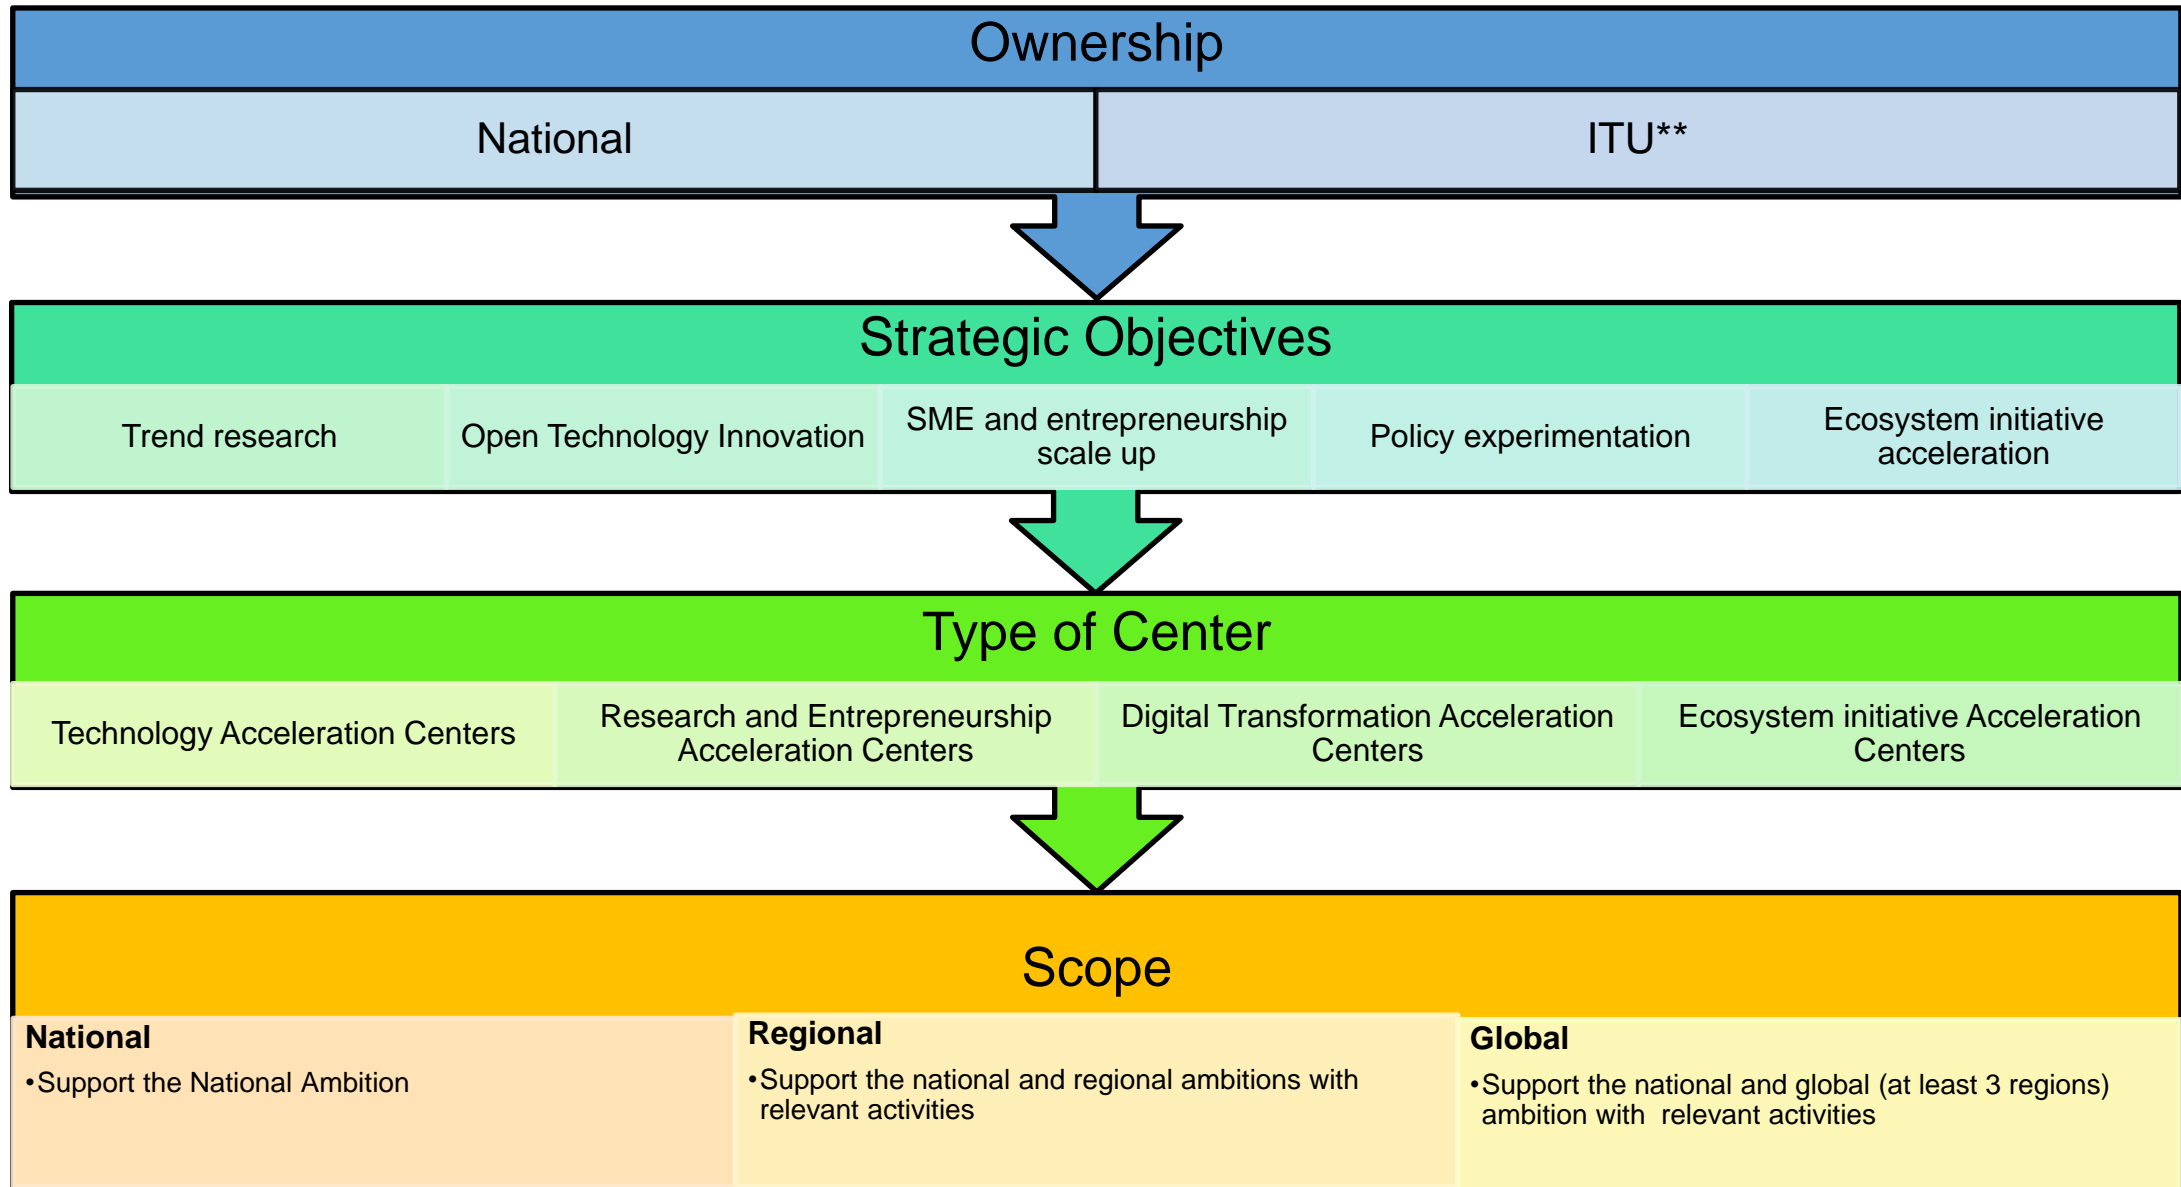 Ownership
National
ITU**
Strategic Objectives
Trend research
Open Technology Innovation
SME and entrepreneurship
scale up
Policy experimentation
Ecosystem initiative
acceleration
Type of Center
Technology Acceleration Centers
Research and Entrepreneurship
Acceleration Centers
Digital Transformation Acceleration
Centers
Ecosystem initiative Acceleration
Centers
Scope
National
•Support the National Ambition
Regional
•Support the national and regional ambitions with
relevant activities
Global
•Support the national and global (at least 3 regions)
ambition with  relevant activities